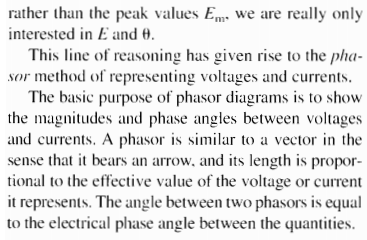 rather than the peak values Em, we are really only
interested in E and θ.
This line of reasoning has given rise to the pha-
sor method of representing voltages and currents.
The basic purpose of phasor diagrams is to show
the magnitudes and phase angles between voltages
and currents. A phasor is similar to a vector in the
sense that it bears an arrow, and its length is propor-
tional to the effective value of the voltage or current
it represents. The angle between two phasors is equal
to the electrical phase angle between the quantities.